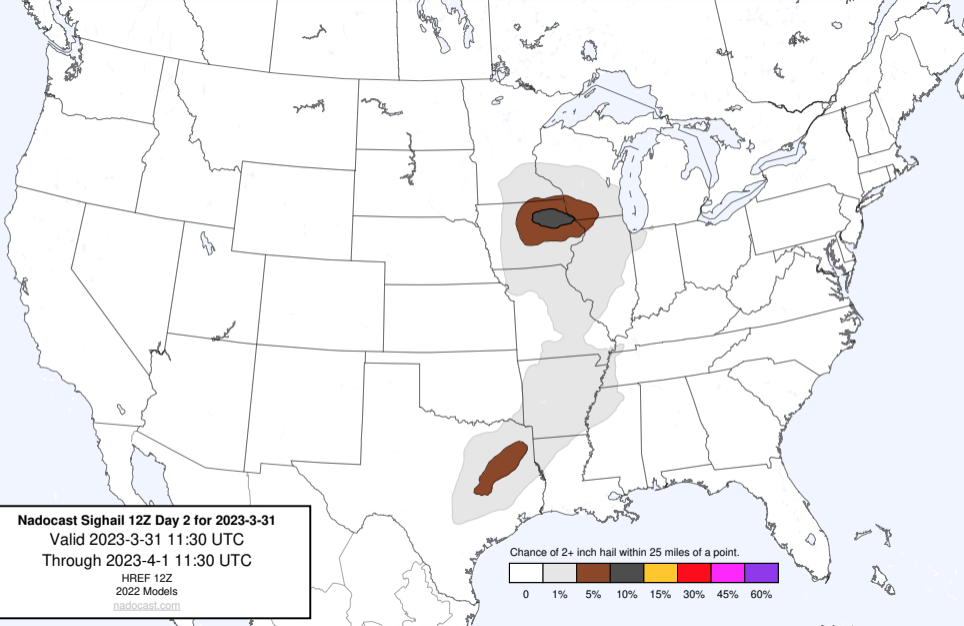 Nadocast Sighail 12Z Day 2 for 2023-3-31
Valid 2023-3-31 11:30 UTC
Through 2023-4-1 11:30 UTC
HREF 12Z
2022 Models
nadocast.com
Chance of 2+ inch hail within 25 miles of a point.
0 1% 5% 10% 15% 30% 45% 60%